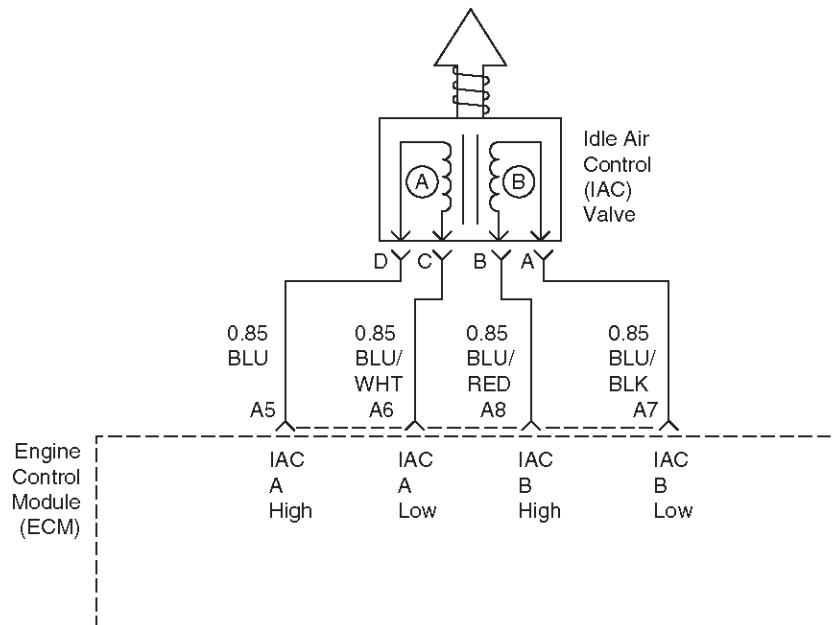 Idle Air
Control
(IAC)
Valve
A
B
D
C
B
A
0.85
BLU
0.85
BLU/
WHT
0.85
BLU/
RED
0.85
BLU/
BLK
A5
A6
A8
A7
Engine
Control
Module
(ECM)
IAC
A
High
IAC
A
Low
IAC
B
High
IAC
B
Low